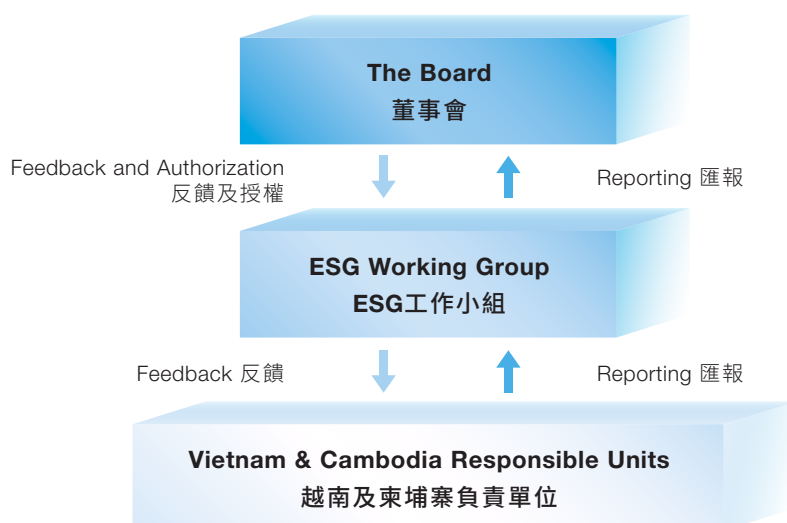 The Board
董事會
Feedback and Authorization
反饋及授權
Reporting 匯報
ESG Working Group
ESG工作小組
Feedback 反饋
Reporting 匯報
Vietnam & Cambodia Responsible Units
越南及柬埔寨負責單位